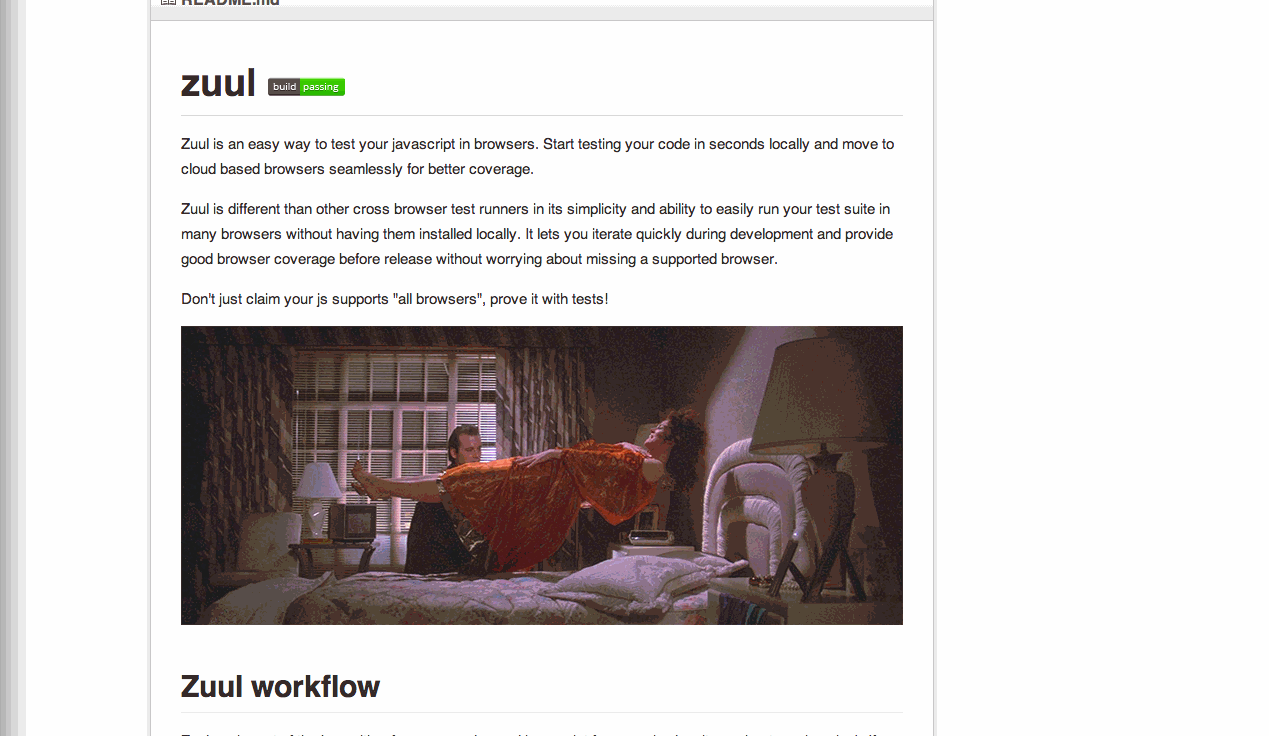 README.md
zuul build passing
Zuul is an easy way to test your javascript in browsers. Start testing your code in seconds locally and move to
cloud based browsers seamlessly for better coverage.
Zuul is different than other cross browser test runners in its simplicity and ability to easily run your test suite in
many browsers without having them installed locally. It lets you iterate quickly during development and provide
good browser coverage before release without worrying about missing a supported browser.
Don't just claim your js supports "all browsers", prove it with tests!
Zuul workflow